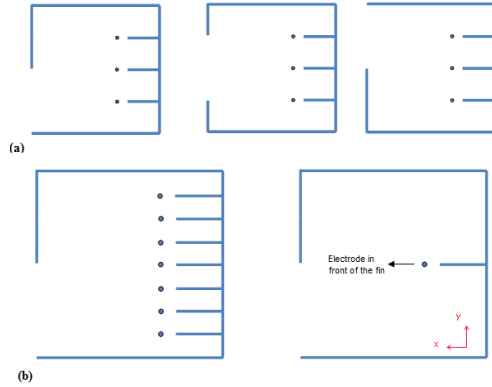 (a)
Electrode in
front of the fin
y
x
(b)